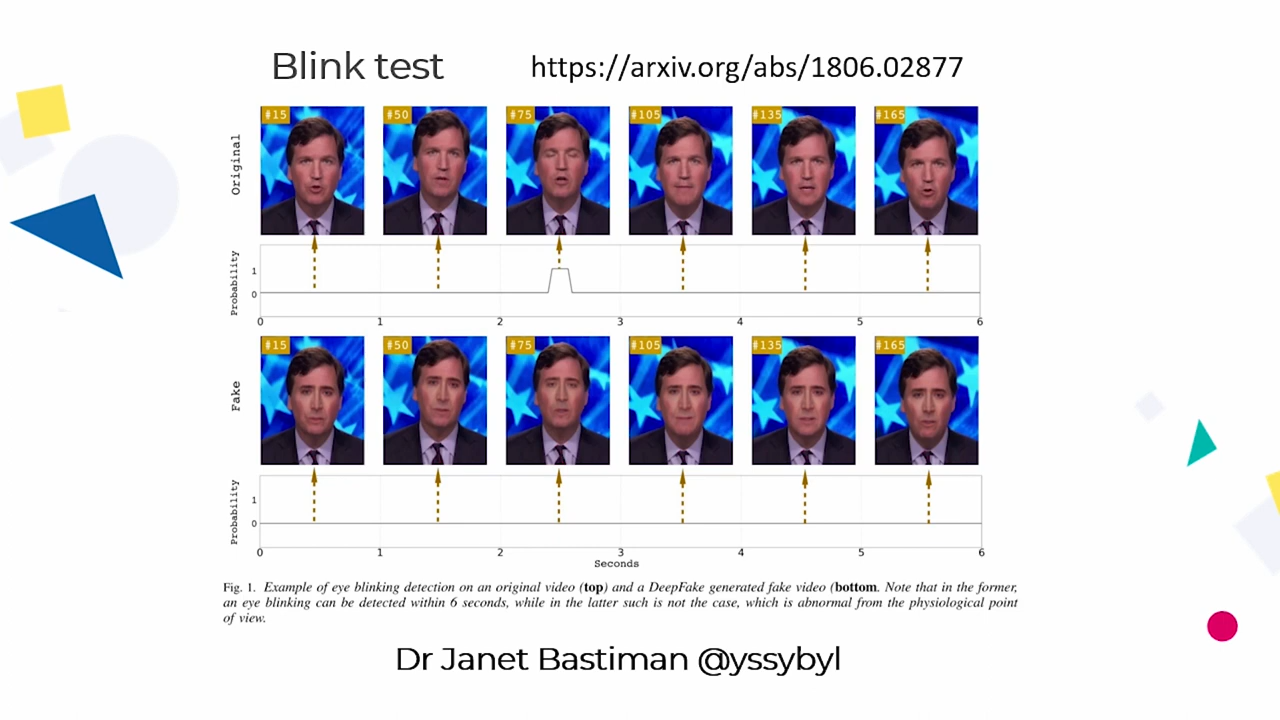 Blink test
https://arxiv.org/abs/1806.02877
Original
#15 #50 #75 #105 #135 #165
Probability
1
0
0 1 2 3 4 5 6
Fake
#15 #50 #75 #105 #135 #165
Probability
1
0
0 1 2 3 4 5 6
Seconds
Fig. 1. Example of eye blinking detection on an original video (top) and a DeepFake generated fake video (bottom. Note that in the former,
an eye blinking can be detected within 6 seconds, while in the latter such is not the case, which is abnormal from the physiological point
of view.
Dr Janet Bastiman @yssybyl